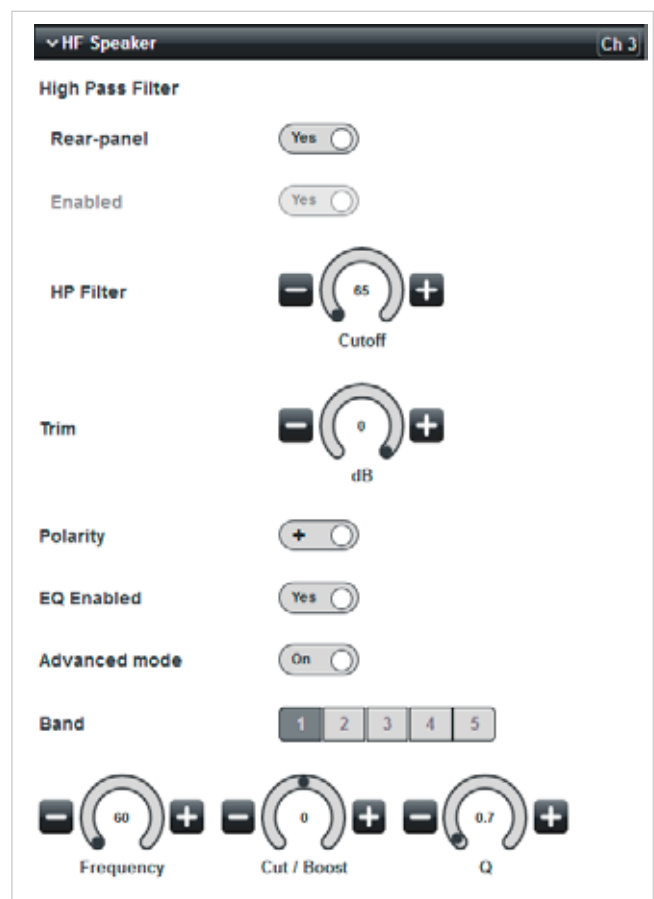 HF Speaker Ch 3
High Pass Filter
Rear-panel Yes
Enabled Yes
HP Filter 65
Cutoff
Trim 0
dB
Polarity +
EQ Enabled Yes
Advanced mode On
Band 1 2 3 4 5
60 0 0.7
Frequency Cut / Boost Q